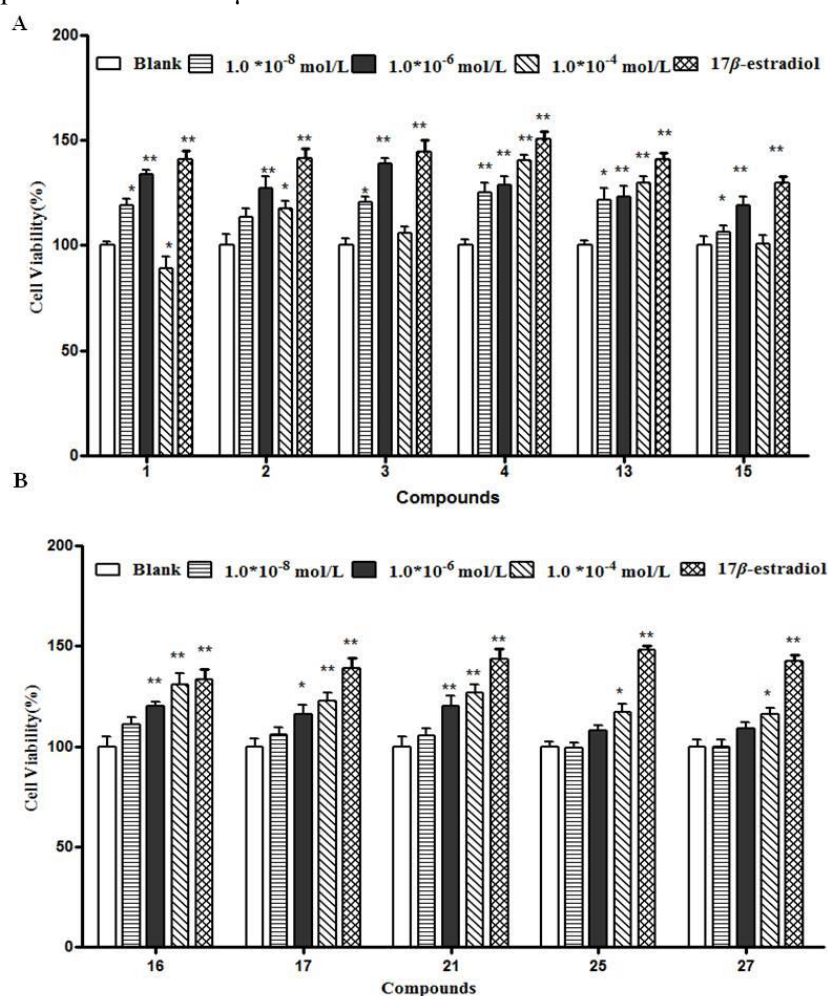 A
200
Blank 1.0 *10⁻⁸ mol/L 1.0*10⁻⁶ mol/L 1.0*10⁻⁴ mol/L 17β-estradiol
** ** ** ** ** **
* ** ** * * ** ** ** * ** ** * **
*
150
100
50
0
Cell Viability(%)
1 2 3 4 13 15
Compounds
B
200
Blank 1.0*10⁻⁸ mol/L 1.0*10⁻⁶ mol/L 1.0 *10⁻⁴ mol/L 17β-estradiol
** ** ** * ** ** ** ** ** * ** * **
150
100
50
0
Cell Viability(%)
16 17 21 25 27
Compounds